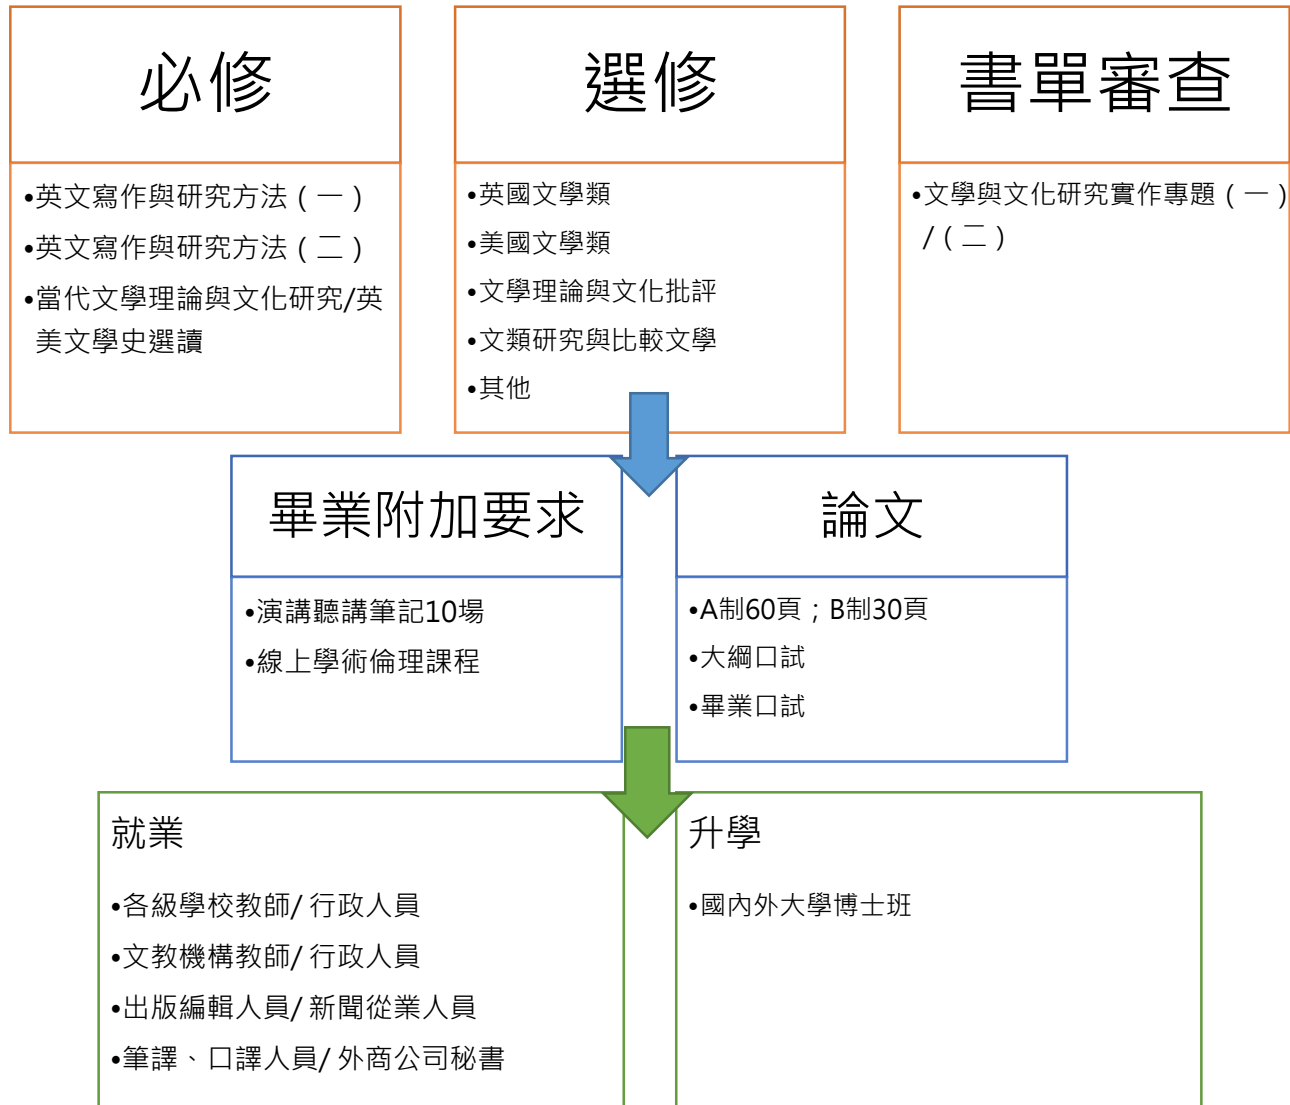 必修
•英文寫作與研究方法（一）
•英文寫作與研究方法（二）
•當代文學理論與文化研究/英
美文學史選讀
選修
•英國文學類
•美國文學類
•文學理論與文化批評
•文類研究與比較文學
•其他
書單審查
•文學與文化研究實作專題（一）
/（二）
畢業附加要求
•演講聽講筆記10場
•線上學術倫理課程
論文
•A制60頁；B制30頁
•大綱口試
•畢業口試
就業
•各級學校教師/ 行政人員
•文教機構教師/ 行政人員
•出版編輯人員/ 新聞從業人員
•筆譯、口譯人員/ 外商公司秘書
升學
•國內外大學博士班